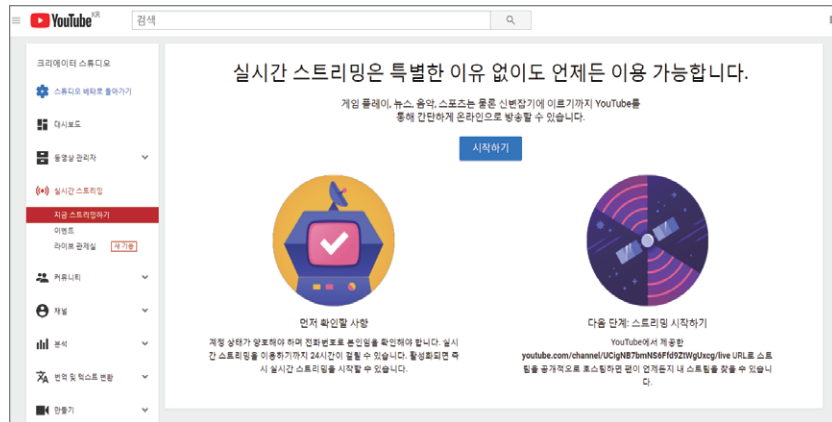 YouTube KR
검색
크리에이터 스튜디오
스튜디오 베타로 돌아가기
대시보드
동영상 관리자
실시간 스트리밍
지금 스트리밍하기
이벤트
라이브 관제실 새 기능
커뮤니티
채널
분석
번역 및 텍스트 변환
만들기
실시간 스트리밍은 특별한 이유 없이도 언제든 이용 가능합니다.
게임 플레이, 뉴스, 음악, 스포츠는 물론 신변잡기에 이르기까지 YouTube를
통해 간단하게 온라인으로 방송할 수 있습니다.
시작하기
먼저 확인할 사항
계정 상태가 양호해야 하며 전화번호로 본인임을 확인해야 합니다. 실시
간 스트리밍을 이용하기까지 24시간이 걸릴 수 있습니다. 활성화되면 즉
시 실시간 스트리밍을 시작할 수 있습니다.
다음 단계: 스트리밍 시작하기
YouTube에서 제공한
youtube.com/channel/UCigNB7bmNS6Ffd9ZtWgUxcg/live URL로 스트
림을 공개적으로 호스팅하면 팬이 언제든지 내 스트림을 찾을 수 있습니
다.